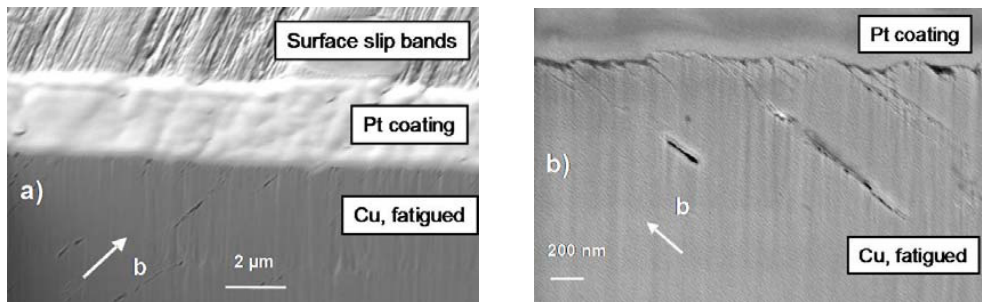 Surface slip bands
Pt coating
a)
Cu, fatigued
b
2 µm
Pt coating
b)
b
200 nm
Cu, fatigued